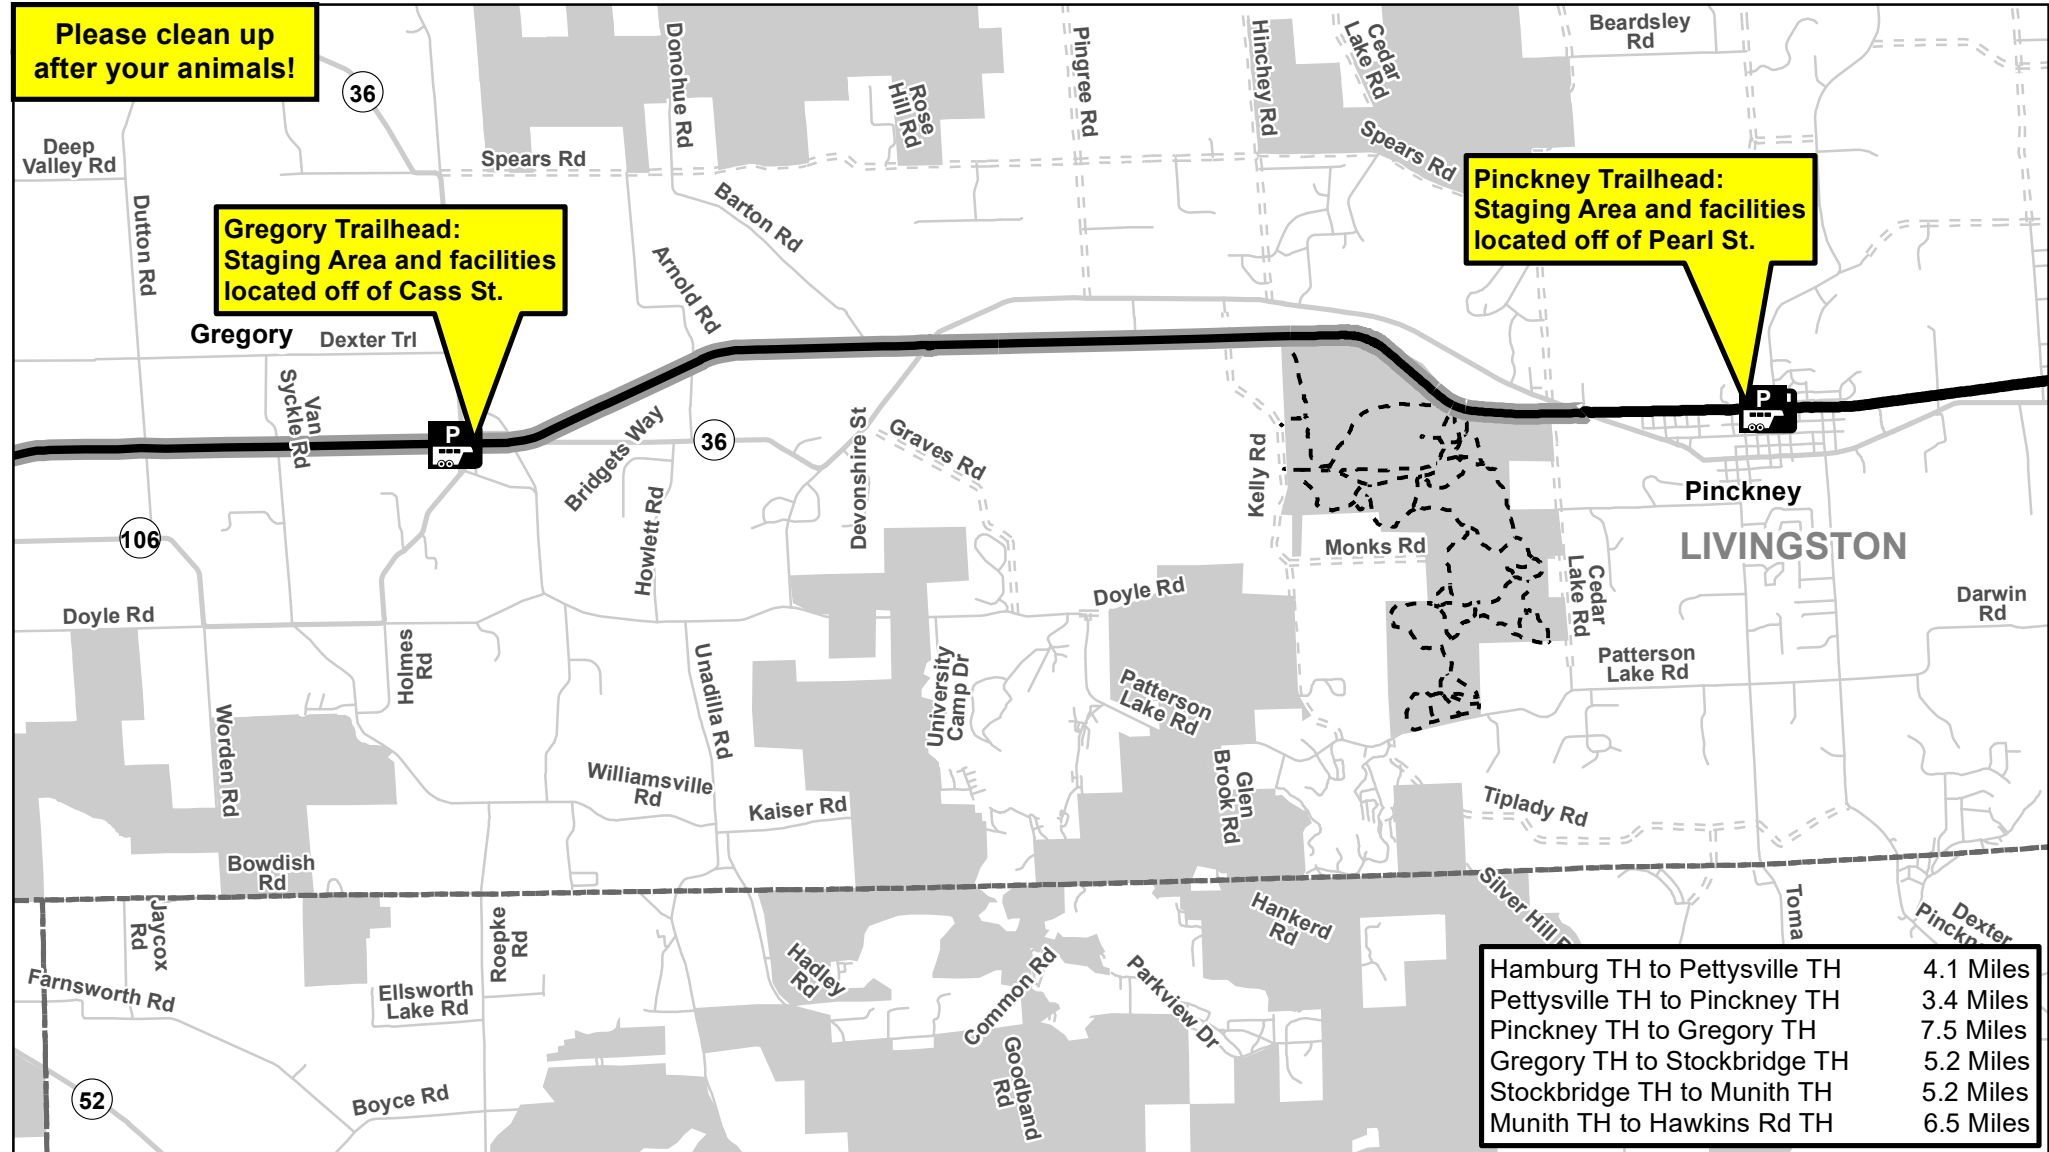 Please clean up
after your animals!
36
Donohue Rd
Rose
Hill Rd
Pingree Rd
Hinchey Rd
Cedar
Lake Rd
Beardsley
Rd
Deep
Valley Rd
Spears Rd
Spears Rd
Dutton Rd
Barton Rd
Gregory Trailhead:
Staging Area and facilities
located off of Cass St.
Pinckney Trailhead:
Staging Area and facilities
located off of Pearl St.
Arnold Rd
Gregory
Dexter Trl
Van
Syckle Rd
P
P
Bridgets Way
36
Devonshire St
Graves Rd
Kelly Rd
Pinckney
LIVINGSTON
106
Howlett Rd
Monks Rd
Doyle Rd
Doyle Rd
Cedar
Lake Rd
Darwin
Rd
Holmes
Rd
Unadilla Rd
University
Camp Dr
Patterson
Lake Rd
Patterson
Lake Rd
Worden Rd
Williamsville
Rd
Kaiser Rd
Glen
Brook Rd
Tiplady Rd
Bowdish
Rd
Jaycox
Rd
Roepke
Rd
Hankerd
Rd
Silver Hill
Toma
Dexter
Farnsworth Rd
Ellsworth
Lake Rd
Hadley
Rd
Common Rd
Parkview Dr
Goodband
Rd
52
Boyce Rd
Hamburg TH to Pettysville TH 4.1 Miles
Pettysville TH to Pinckney TH 3.4 Miles
Pinckney TH to Gregory TH 7.5 Miles
Gregory TH to Stockbridge TH 5.2 Miles
Stockbridge TH to Munith TH 5.2 Miles
Munith TH to Hawkins Rd TH 6.5 Miles